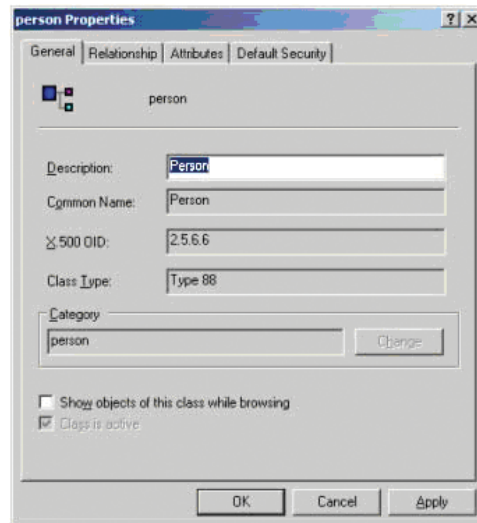 person Properties
General Relationship Attributes Default Security
person
Description: Person
Common Name: Person
X.500 OID: 2.5.6.6
Class Type: Type 88
Category
person Change
Show objects of this class while browsing
Class is active
OK Cancel Apply